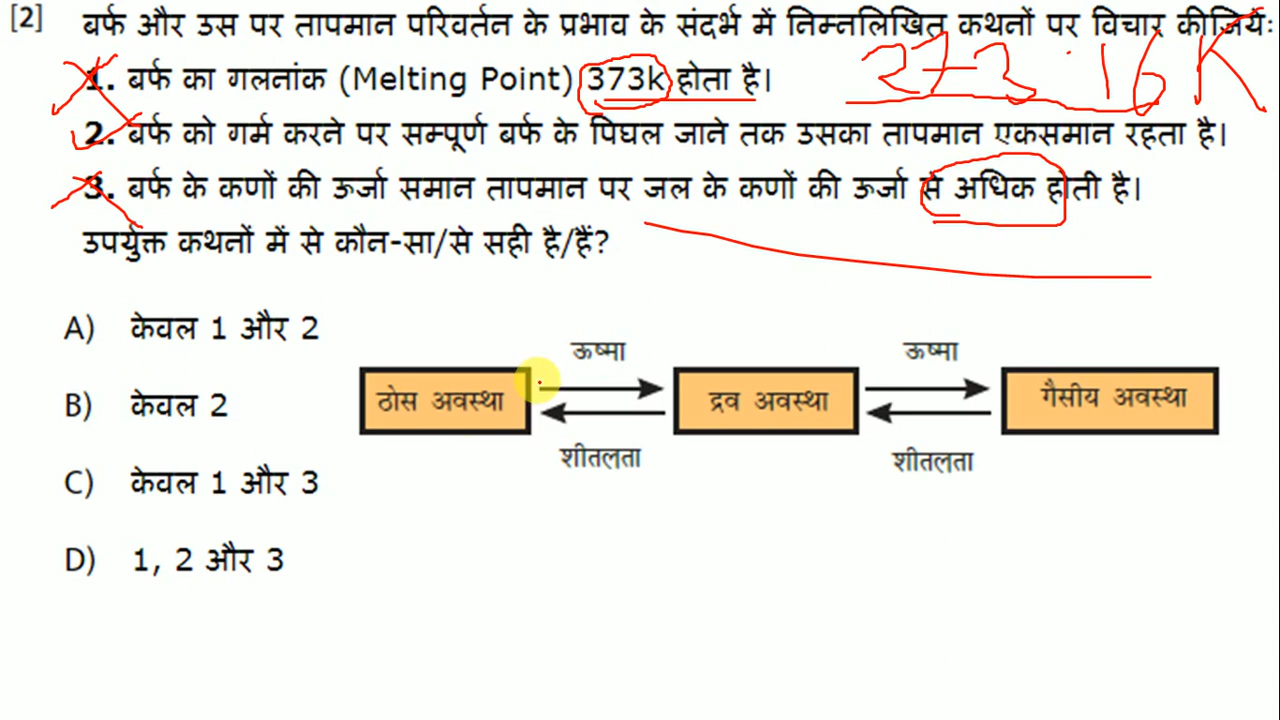 [2] बर्फ और उस पर तापमान परिवर्तन के प्रभाव के संदर्भ में निम्नलिखित कथनों पर विचार कीजिये:
1. बर्फ का गलनांक (Melting Point) 373k होता है। 273.16K
2. बर्फ को गर्म करने पर सम्पूर्ण बर्फ के पिघल जाने तक उसका तापमान एकसमान रहता है।
3. बर्फ के कणों की ऊर्जा समान तापमान पर जल के कणों की ऊर्जा से अधिक होती है।
उपर्युक्त कथनों में से कौन-सा/से सही है/हैं?
A) केवल 1 और 2
B) केवल 2
C) केवल 1 और 3
D) 1, 2 और 3
ऊष्मा ऊष्मा
ठोस अवस्था द्रव अवस्था गैसीय अवस्था
शीतलता शीतलता